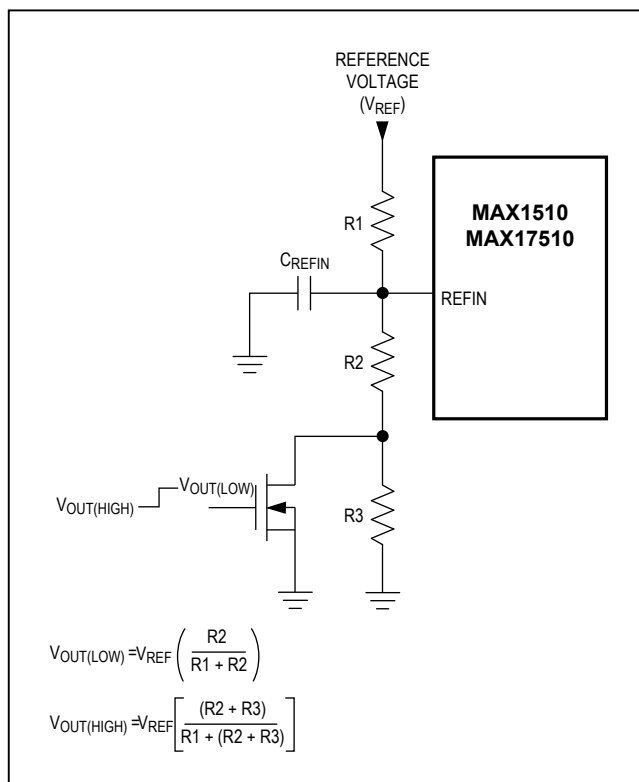 REFERENCE
VOLTAGE
(VREF)
R1
MAX1510
MAX17510
CREFIN
REFIN
R2
VOUT(LOW)
VOUT(HIGH)
R3
VOUT(LOW) =VREF ( R2 / R1 + R2 )
VOUT(HIGH) =VREF [ (R2 + R3) / R1 + (R2 + R3) ]